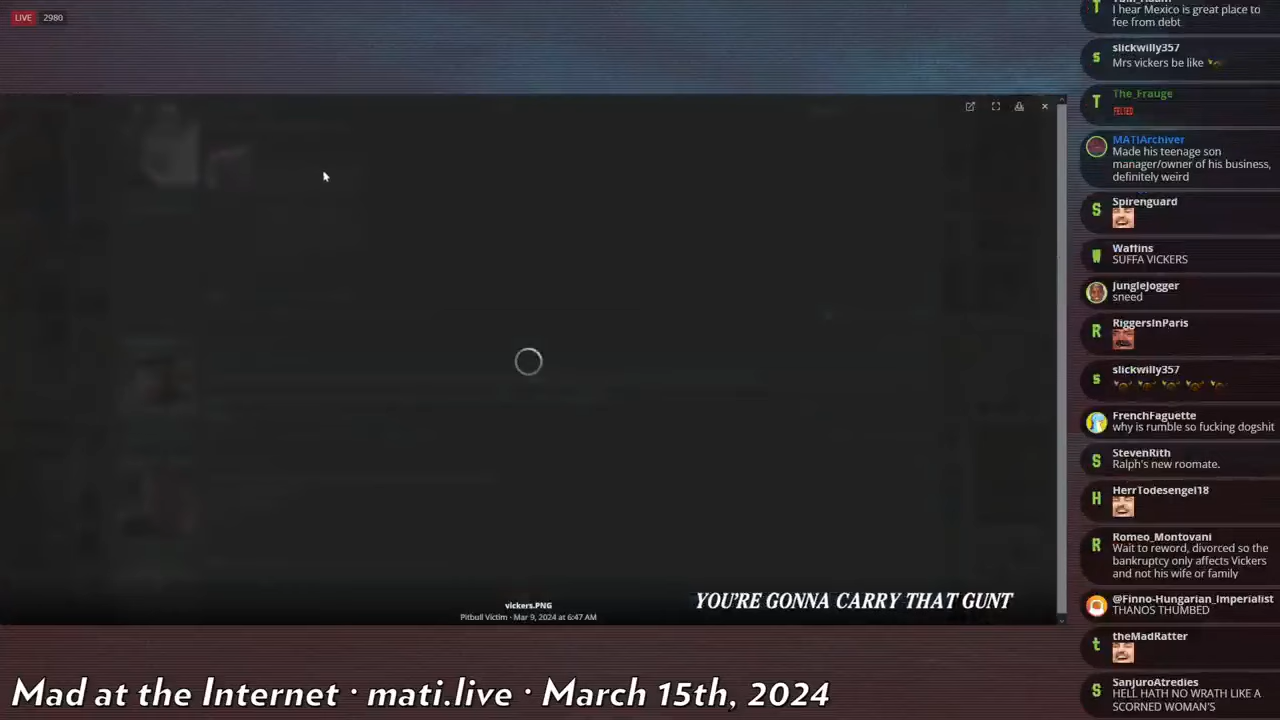 LIVE 2980
I hear Mexico is great place to
fee from debt
slickwilly357
Mrs vickers be like
The_Frauge
FELTED
MATIArchiver
Made his teenage son
manager/owner of his business,
definitely weird
Spirenguard
Waffins
SUFFA VICKERS
JungleJogger
sneed
RiggersInParis
slickwilly357
FrenchFaguette
why is rumble so fucking dogshit
StevenRith
Ralph's new roomate.
HerrTodesengel18
Romeo_Montovani
Wait to reword, divorced so the
bankruptcy only affects Vickers
and not his wife or family
@Finno-Hungarian_Imperialist
THANOS THUMBED
theMadRatter
SanjuroAtredies
HELL HATH NO WRATH LIKE A
SCORNED WOMAN'S
vickers.PNG
Pitbull Victim · Mar 9, 2024 at 6:47 AM
YOU'RE GONNA CARRY THAT GUNT
Mad at the Internet · mati.live · March 15th, 2024